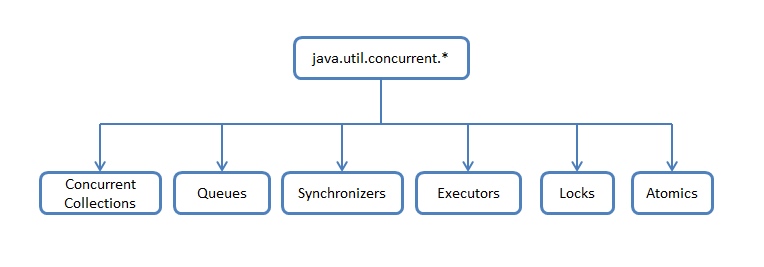 java.util.concurrent.*
Concurrent
Collections
Queues
Synchronizers
Executors
Locks
Atomics